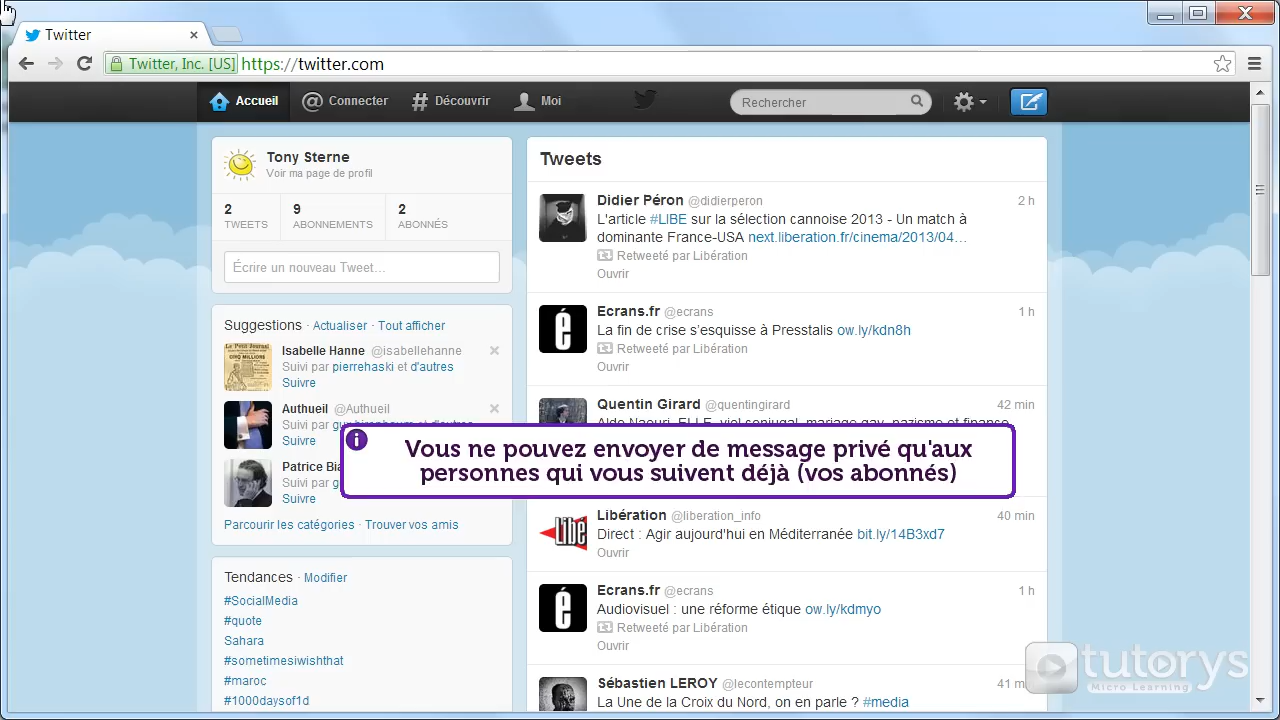 Twitter
Twitter, Inc. [US] https://twitter.com
Accueil
Connecter
Découvrir
Moi
Rechercher
Tony Sterne
Voir ma page de profil
2
TWEETS
9
ABONNEMENTS
2
ABONNÉS
Écrire un nouveau Tweet...
Suggestions · Actualiser · Tout afficher
Isabelle Hanne @isabellehanne
Suivi par pierrehaski et d'autres
Suivre
Authueil @Authueil
Suivi par
Suivre
Patrice
Suivi par
Suivre
Parcourir les catégories · Trouver vos amis
Tendances · Modifier
#SocialMedia
#quote
Sahara
#sometimesiwishthat
#maroc
#1000daysof1d
Tweets
Didier Péron @didierperon 2 h
L'article #LIBE sur la sélection cannoise 2013 - Un match à
dominante France-USA next.liberation.fr/cinema/2013/04...
Retweeté par Libération
Ouvrir
Ecrans.fr @ecrans 1 h
La fin de crise s'esquisse à Presstalis ow.ly/kdn8h
Retweeté par Libération
Ouvrir
Quentin Girard @quentingirard 42 min
Vous ne pouvez envoyer de message privé qu'aux
personnes qui vous suivent déjà (vos abonnés)
Libération @liberation_info 40 min
Direct : Agir aujourd'hui en Méditerranée bit.ly/14B3xd7
Ouvrir
Ecrans.fr @ecrans 1 h
Audiovisuel : une réforme étique ow.ly/kdmyo
Retweeté par Libération
Ouvrir
Sébastien LEROY @lecontempteur 41 m
La Une de la Croix du Nord, on en parle ? #media
Libé
tutorys
Micro Learning